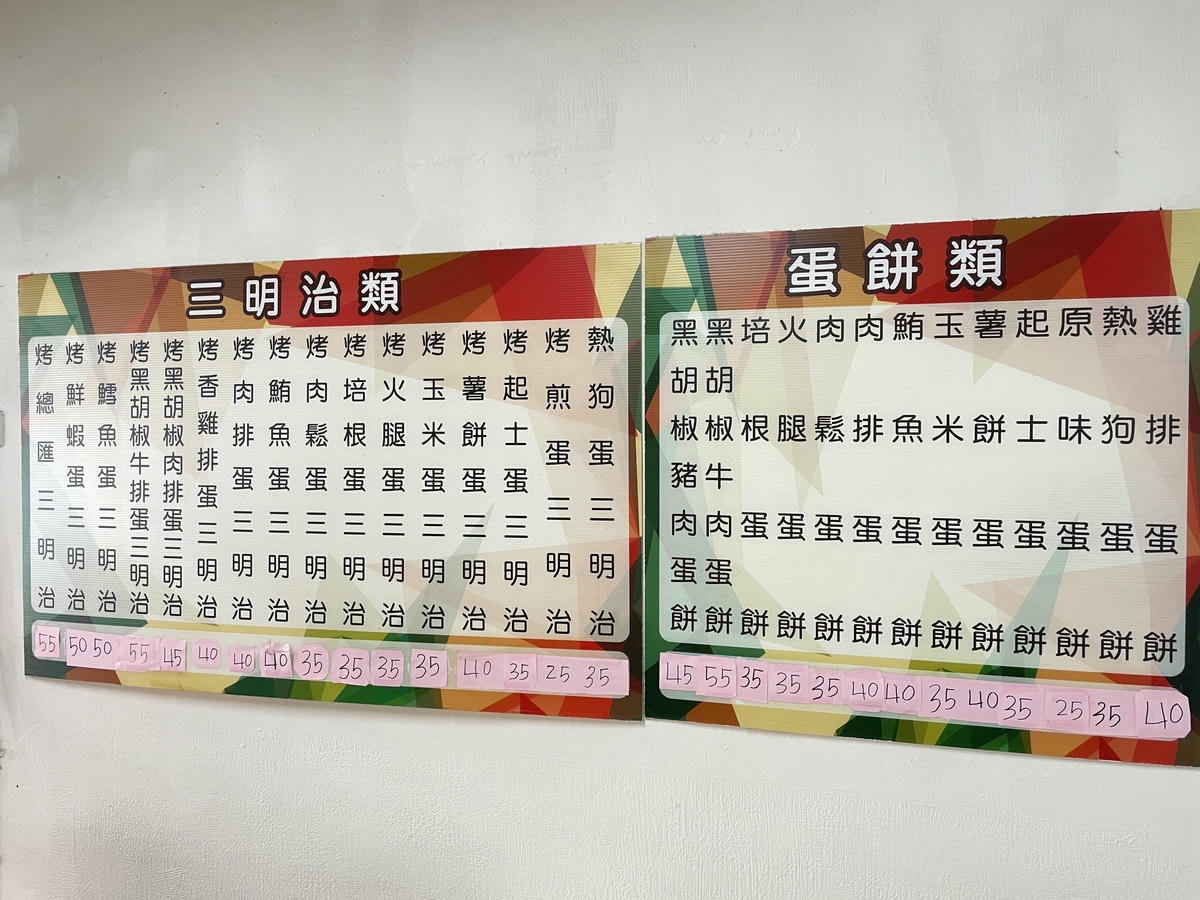 三明治類
烤總匯三明治
烤鮮蝦蛋三明治
烤鱈魚蛋三明治
烤黑胡椒牛排蛋三明治
烤黑胡椒肉排蛋三明治
烤香雞排蛋三明治
烤肉排蛋三明治
烤鮪魚蛋三明治
烤肉鬆蛋三明治
烤培根蛋三明治
烤火腿蛋三明治
烤玉米蛋三明治
烤薯餅蛋三明治
烤起士蛋三明治
烤煎蛋三明治
熱狗蛋三明治
55 50 50 55 45 40 40 40 35 35 35 35 40 35 25 35
蛋餅類
黑胡椒豬肉蛋餅
黑胡椒牛肉蛋餅
培根蛋餅
火腿蛋餅
肉鬆蛋餅
肉排蛋餅
鮪魚蛋餅
玉米蛋餅
薯餅蛋餅
起士蛋餅
原味蛋餅
熱狗蛋餅
雞排蛋餅
45 55 35 35 35 40 40 35 40 35 25 35 40